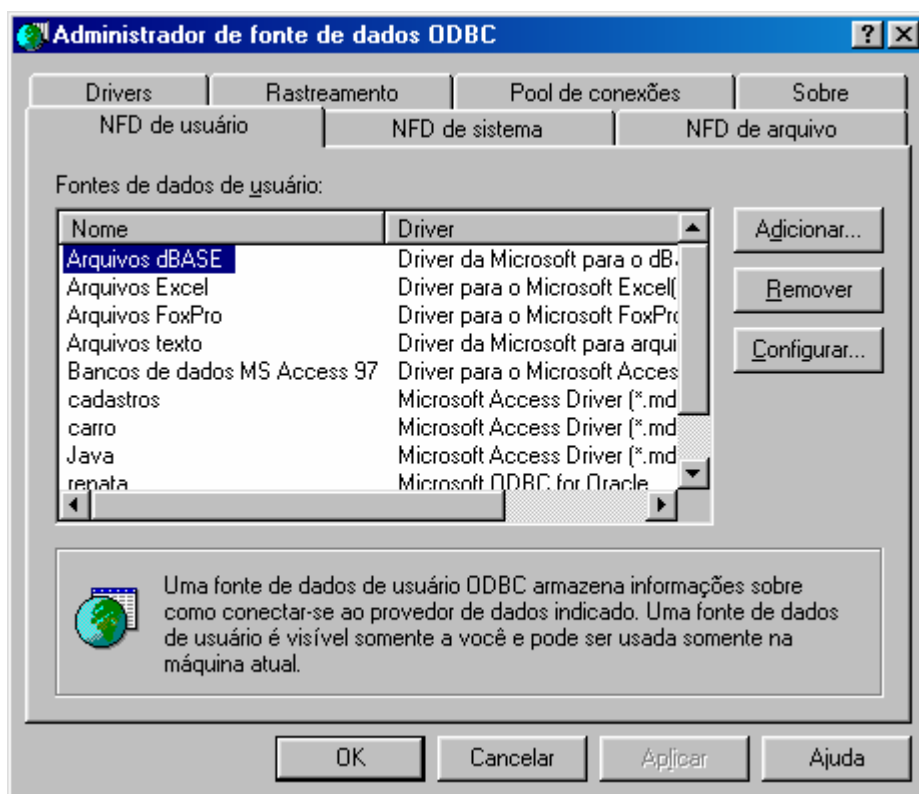 Administrador de fonte de dados ODBC
Drivers Rastreamento Pool de conexões Sobre
NFD de usuário NFD de sistema NFD de arquivo
Fontes de dados de usuário:
Nome Driver
Arquivos dBASE Driver da Microsoft para o dB
Arquivos Excel Driver para o Microsoft Excel(
Arquivos FoxPro Driver para o Microsoft FoxPro
Arquivos texto Driver da Microsoft para arqui
Bancos de dados MS Access 97 Driver para o Microsoft Acces
cadastros Microsoft Access Driver (*.md
carro Microsoft Access Driver (*.md
Java Microsoft Access Driver (*.md
renata Microsoft ODBC for Oracle
Adicionar...
Remover
Configurar...
Uma fonte de dados de usuário ODBC armazena informações sobre
como conectar-se ao provedor de dados indicado. Uma fonte de dados
de usuário é visível somente a você e pode ser usada somente na
máquina atual.
OK Cancelar Aplicar Ajuda